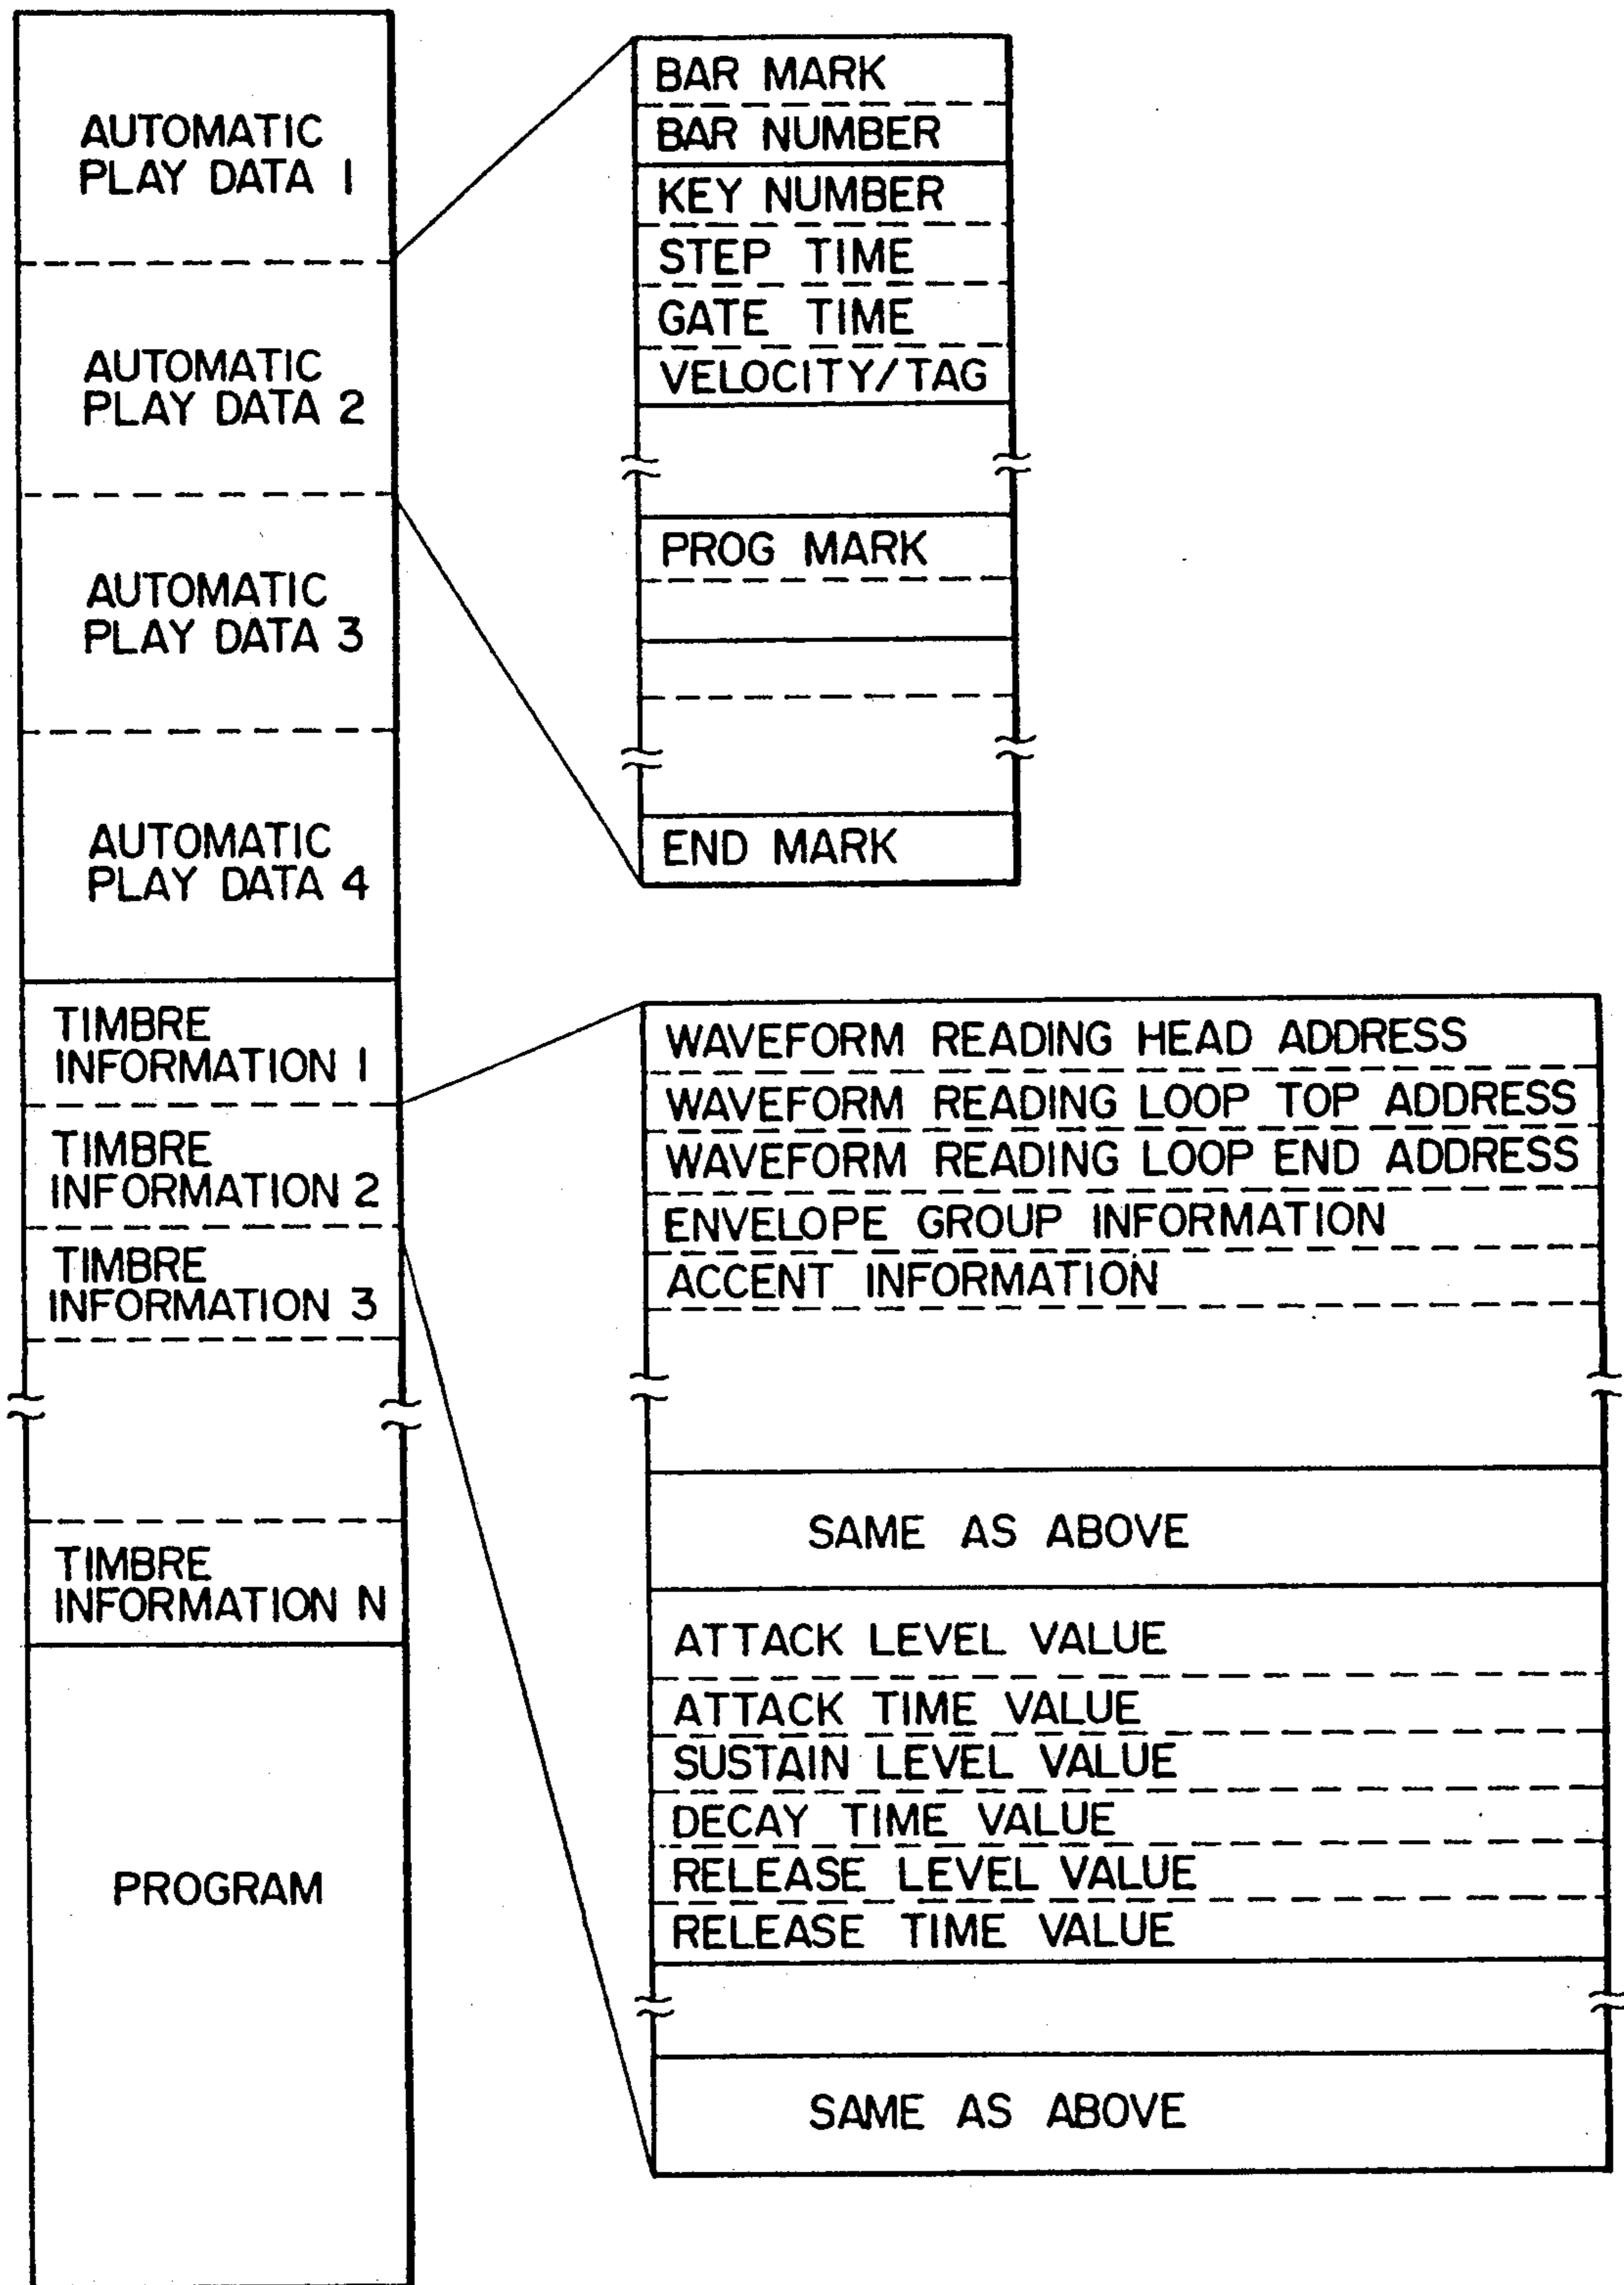 AUTOMATIC
PLAY DATA 1
AUTOMATIC
PLAY DATA 2
AUTOMATIC
PLAY DATA 3
AUTOMATIC
PLAY DATA 4
TIMBRE
INFORMATION 1
TIMBRE
INFORMATION 2
TIMBRE
INFORMATION 3
TIMBRE
INFORMATION N
PROGRAM
BAR MARK
BAR NUMBER
KEY NUMBER
STEP TIME
GATE TIME
VELOCITY/TAG
PROG MARK
END MARK
WAVEFORM READING HEAD ADDRESS
WAVEFORM READING LOOP TOP ADDRESS
WAVEFORM READING LOOP END ADDRESS
ENVELOPE GROUP INFORMATION
ACCENT INFORMATION
SAME AS ABOVE
ATTACK LEVEL VALUE
ATTACK TIME VALUE
SUSTAIN LEVEL VALUE
DECAY TIME VALUE
RELEASE LEVEL VALUE
RELEASE TIME VALUE
SAME AS ABOVE